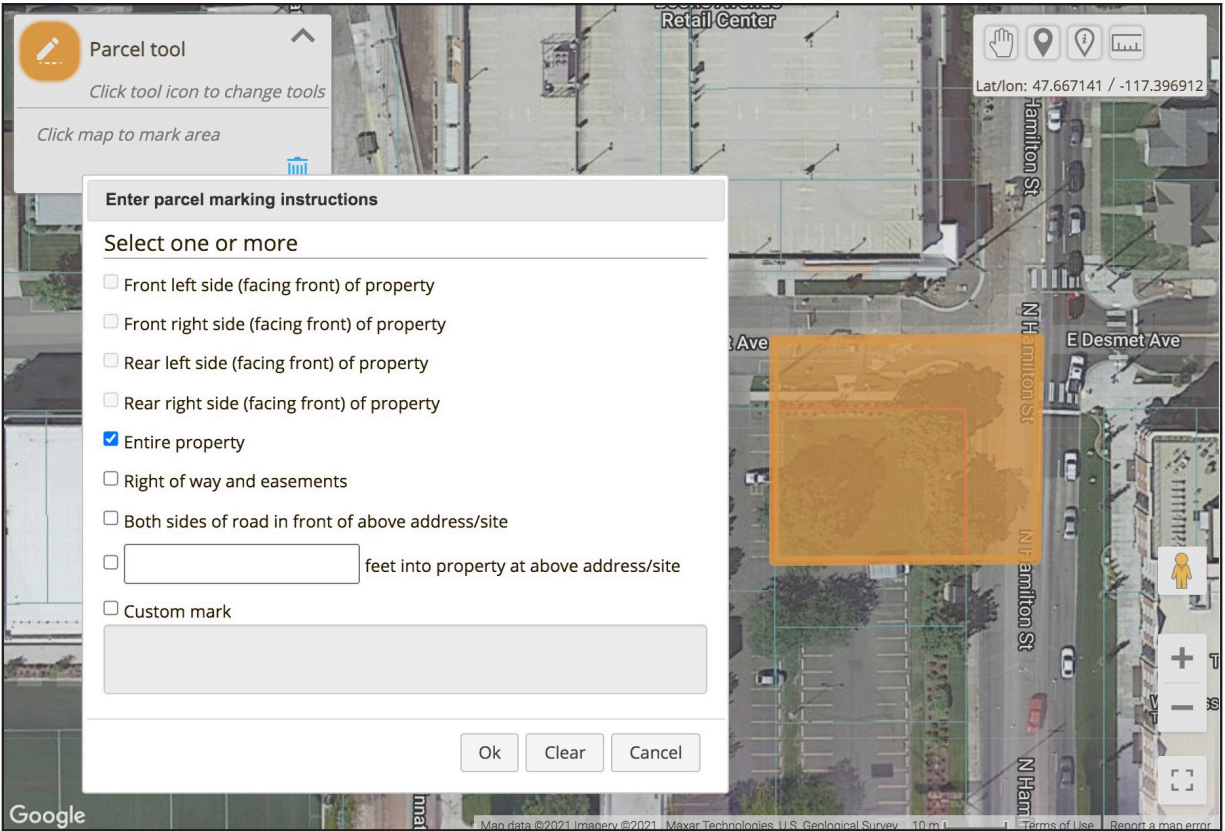 Parcel tool
Click tool icon to change tools
Click map to mark area
Retail Center
Lat/lon: 47.667141 / -117.396912
Hamilton St
Enter parcel marking instructions
Select one or more
Front left side (facing front) of property
Front right side (facing front) of property
Rear left side (facing front) of property
Rear right side (facing front) of property
Entire property
Right of way and easements
Both sides of road in front of above address/site
feet into property at above address/site
Custom mark
Ok
Clear
Cancel
Ave
E Desmet Ave
N Hamilton St
N Hamilton St
N Ham
Google
Map data ©2021 Imagery ©2021, Maxar Technologies, U.S. Geological Survey
10 m
Terms of Use
Report a map error